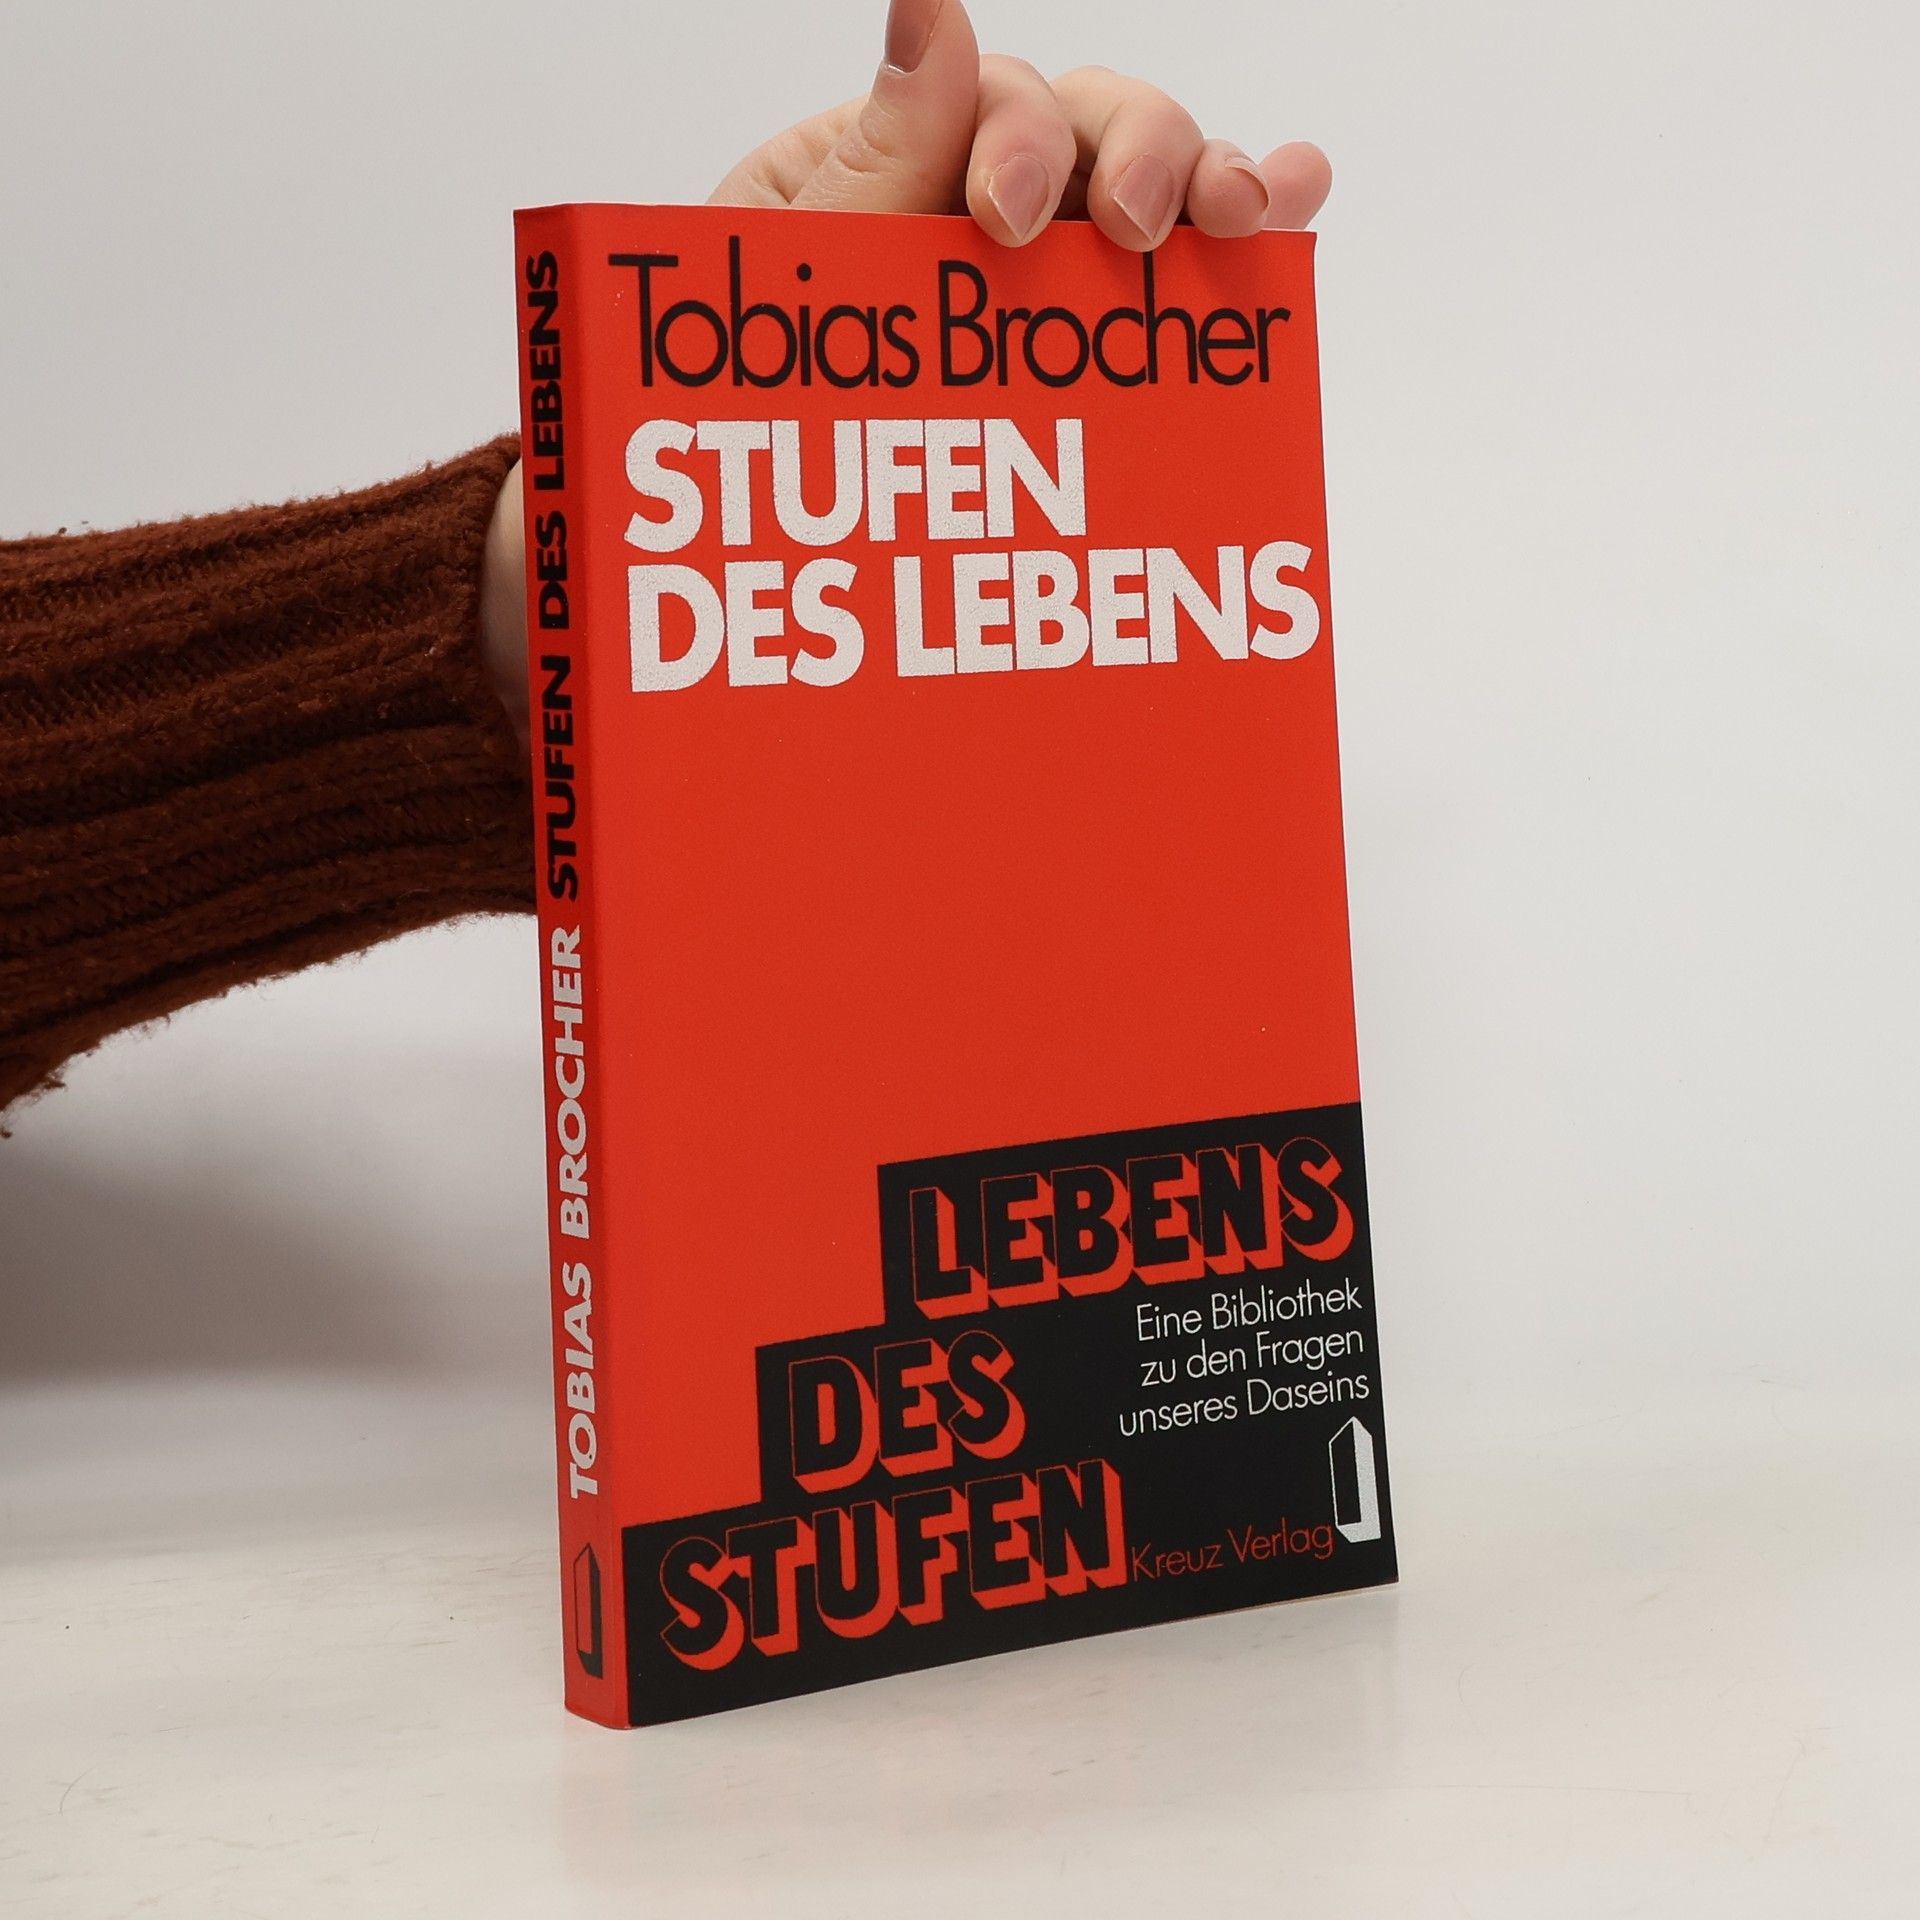 Tobias Brocher
STUFEN
DES LEBENS
LEBENS
DES
STUFEN
Eine Bibliothek
zu den Fragen
unseres Daseins
Kreuz Verlag
TOBIAS BROCHER STUFEN DES LEBENS